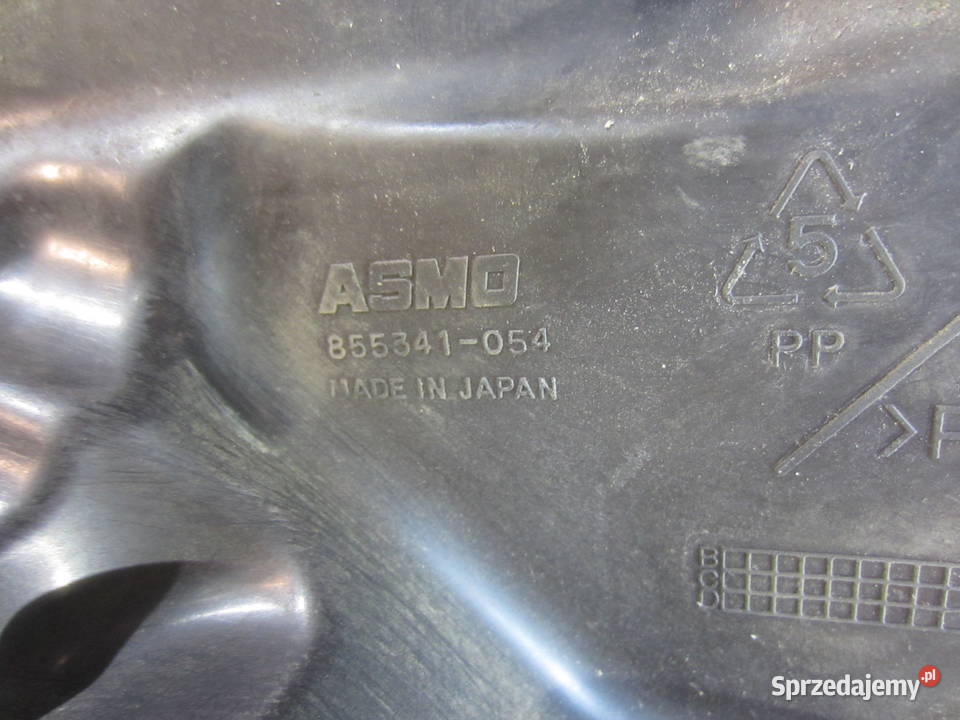 ASMO
855341-054
MADE IN JAPAN
5
PP
B
C
D
Sprzedajemy.pl